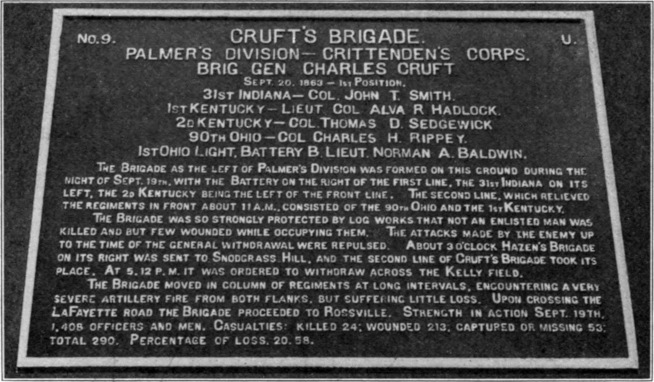 No. 9. CRUFT'S BRIGADE. U.
PALMER'S DIVISION — CRITTENDEN'S CORPS.
BRIG. GEN. CHARLES CRUFT
SEPT. 20, 1863 — 1ST POSITION.
31ST INDIANA — COL. JOHN T. SMITH.
1ST KENTUCKY — LIEUT. COL. ALVA R. HADLOCK.
2D KENTUCKY — COL. THOMAS D. SEDGEWICK
90TH OHIO — COL. CHARLES H. RIPPEY.
1ST OHIO LIGHT, BATTERY B. LIEUT. NORMAN A. BALDWIN.
THE BRIGADE AS THE LEFT OF PALMER'S DIVISION WAS FORMED ON THIS GROUND DURING THE
NIGHT OF SEPT. 19TH, WITH THE BATTERY ON THE RIGHT OF THE FIRST LINE, THE 31ST INDIANA ON ITS
LEFT, THE 2D KENTUCKY BEING THE LEFT OF THE FRONT LINE. THE SECOND LINE, WHICH RELIEVED
THE REGIMENTS IN FRONT ABOUT 11 A.M., CONSISTED OF THE 90TH OHIO AND THE 1ST KENTUCKY.
THE BRIGADE WAS SO STRONGLY PROTECTED BY LOG WORKS THAT NOT AN ENLISTED MAN WAS
KILLED AND BUT FEW WOUNDED WHILE OCCUPYING THEM. THE ATTACKS MADE BY THE ENEMY UP
TO THE TIME OF THE GENERAL WITHDRAWAL WERE REPULSED. ABOUT 3 O'CLOCK HAZEN'S BRIGADE
ON ITS RIGHT WAS SENT TO SNODGRASS HILL, AND THE SECOND LINE OF CRUFT'S BRIGADE TOOK ITS
PLACE. AT 5.12 P.M. IT WAS ORDERED TO WITHDRAW ACROSS THE KELLY FIELD.
THE BRIGADE MOVED IN COLUMN OF REGIMENTS AT LONG INTERVALS, ENCOUNTERING A VERY
SEVERE ARTILLERY FIRE FROM BOTH FLANKS, BUT SUFFERING LITTLE LOSS. UPON CROSSING THE
LAFAYETTE ROAD THE BRIGADE PROCEEDED TO ROSSVILLE. STRENGTH IN ACTION SEPT. 19TH,
1,408 OFFICERS AND MEN. CASUALTIES: KILLED 24; WOUNDED 213; CAPTURED OR MISSING 53;
TOTAL 290. PERCENTAGE OF LOSS, 20.58.